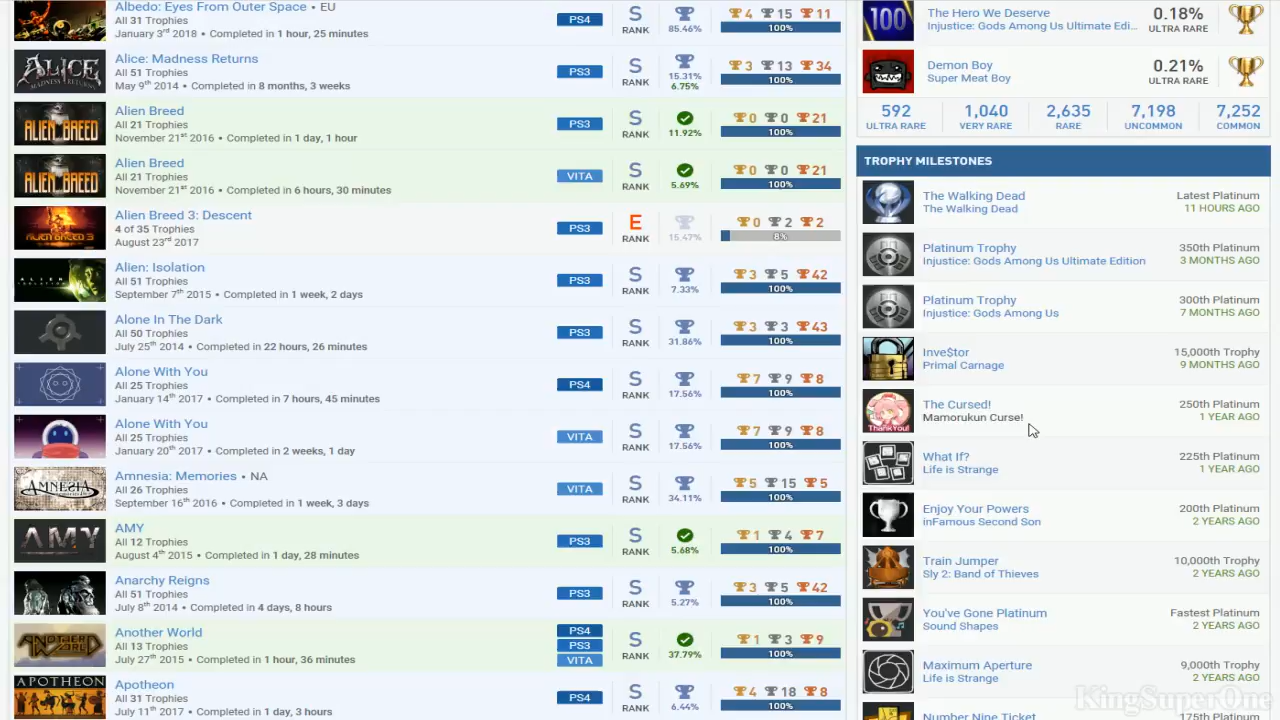 Albedo: Eyes From Outer Space • EU
All 31 Trophies
January 3rd 2018 • Completed in 1 hour, 25 minutes
PS4
S
RANK
85.46%
4 15 11
100%
ALICE
MADNESS RETURNS
Alice: Madness Returns
All 51 Trophies
May 9th 2014 • Completed in 8 months, 3 weeks
PS3
S
RANK
15.31%
6.75%
3 13 34
100%
ALIEN BREED
Alien Breed
All 21 Trophies
November 21st 2016 • Completed in 1 day, 1 hour
PS3
S
RANK
11.92%
0 0 21
100%
ALIEN BREED
Alien Breed
All 21 Trophies
November 21st 2016 • Completed in 6 hours, 30 minutes
VITA
S
RANK
5.69%
0 0 21
100%
ALIEN BREED 3
Alien Breed 3: Descent
4 of 35 Trophies
August 23rd 2017
PS3
E
RANK
15.47%
0 2 2
8%
ALIEN
Alien: Isolation
All 51 Trophies
September 7th 2015 • Completed in 1 week, 2 days
PS3
S
RANK
7.33%
3 5 42
100%
Alone In The Dark
All 50 Trophies
July 25th 2014 • Completed in 22 hours, 26 minutes
PS3
S
RANK
31.86%
3 3 43
100%
Alone With You
All 25 Trophies
January 14th 2017 • Completed in 7 hours, 45 minutes
PS4
S
RANK
17.56%
7 9 8
100%
Alone With You
All 25 Trophies
January 20th 2017 • Completed in 2 weeks, 1 day
VITA
S
RANK
17.56%
7 9 8
100%
AMNESIA
Amnesia: Memories • NA
All 26 Trophies
September 16th 2016 • Completed in 1 week, 3 days
VITA
S
RANK
34.11%
5 15 5
100%
AMY
AMY
All 12 Trophies
August 4th 2015 • Completed in 1 day, 28 minutes
PS3
S
RANK
5.68%
1 4 7
100%
Anarchy Reigns
All 51 Trophies
July 8th 2014 • Completed in 4 days, 8 hours
PS3
S
RANK
5.27%
3 5 42
100%
ANOTHER WORLD
Another World
All 13 Trophies
July 27th 2015 • Completed in 1 hour, 36 minutes
PS4
PS3
VITA
S
RANK
37.79%
1 3 9
100%
APOTHEON
Apotheon
All 31 Trophies
July 11th 2017 • Completed in 1 day, 3 hours
PS4
S
RANK
6.44%
4 18 8
100%
100
The Hero We Deserve
Injustice: Gods Among Us Ultimate Edi...
0.18%
ULTRA RARE
Demon Boy
Super Meat Boy
0.21%
ULTRA RARE
592 1,040 2,635 7,198 7,252
ULTRA RARE VERY RARE RARE UNCOMMON COMMON
TROPHY MILESTONES
The Walking Dead
The Walking Dead
Latest Platinum
11 HOURS AGO
Platinum Trophy
Injustice: Gods Among Us Ultimate Edition
350th Platinum
3 MONTHS AGO
Platinum Trophy
Injustice: Gods Among Us
300th Platinum
7 MONTHS AGO
Inve$tor
Primal Carnage
15,000th Trophy
9 MONTHS AGO
ThankYou!
The Cursed!
Mamorukun Curse!
250th Platinum
1 YEAR AGO
What If?
Life is Strange
225th Platinum
1 YEAR AGO
Enjoy Your Powers
inFamous Second Son
200th Platinum
2 YEARS AGO
Train Jumper
Sly 2: Band of Thieves
10,000th Trophy
2 YEARS AGO
You've Gone Platinum
Sound Shapes
Fastest Platinum
2 YEARS AGO
Maximum Aperture
Life is Strange
9,000th Trophy
2 YEARS AGO
Number Nine Ticket
175th Platinum
KingSuperOne